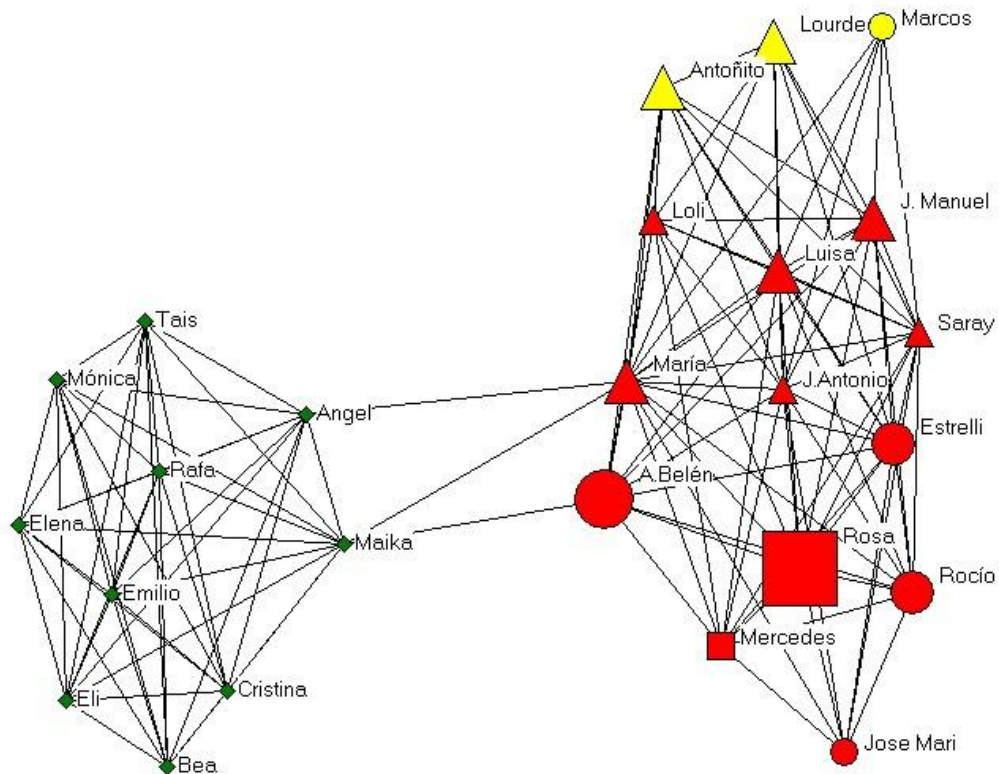 Lourde
Marcos
Antoñito
J. Manuel
Loli
Luisa
Saray
Tais
María
J.Antonio
Mónica
Angel
Estrelli
Rafa
A.Belén
Elena
Maika
Rosa
Rocío
Emilio
Mercedes
Eli
Cristina
Jose Mari
Bea